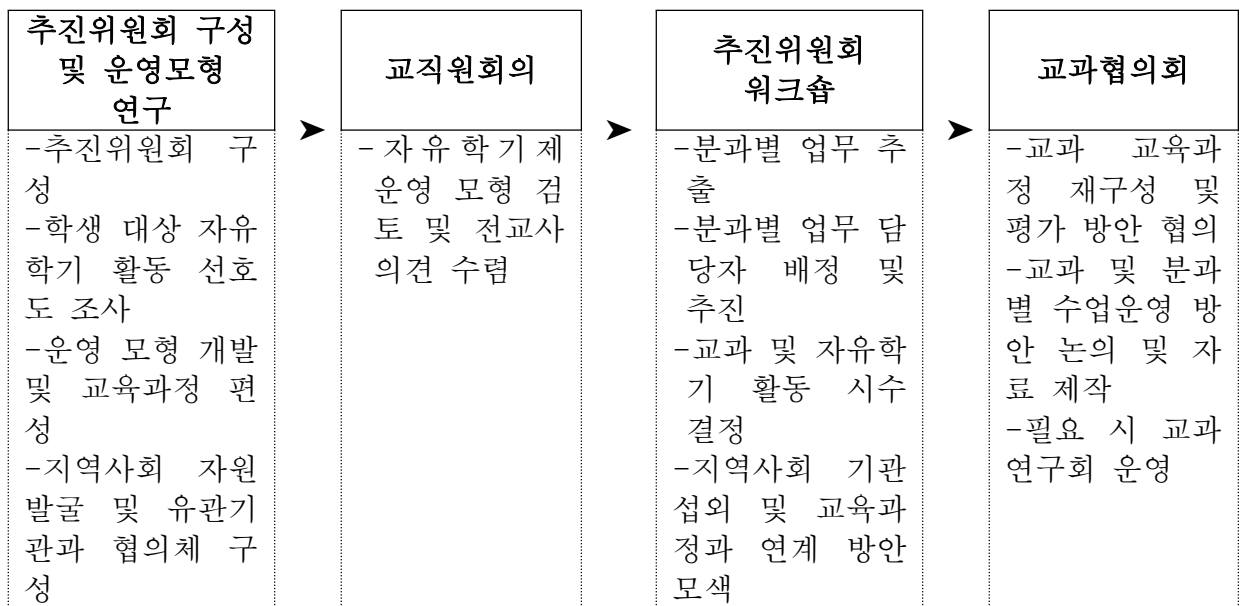 추진위원회 구성
및 운영모형
연구
-추진위원회 구
성
-학생 대상 자유
학기 활동 선호
도 조사
-운영 모형 개발
및 교육과정 편
성
-지역사회 자원
발굴 및 유관기
관과 협의체 구
성
➤
교직원회의
-자유학기제
운영 모형 검
토 및 전교사
의견 수렴
➤
추진위원회
워크숍
-분과별 업무 추
출
-분과별 업무 담
당자 배정 및
추진
-교과 및 자유학
기 활동 시수
결정
-지역사회 기관
섭외 및 교육과
정과 연계 방안
모색
➤
교과협의회
-교과 교육과
정 재구성 및
평가 방안 협의
-교과 및 분과
별 수업운영 방
안 논의 및 자
료 제작
-필요 시 교과
연구회 운영